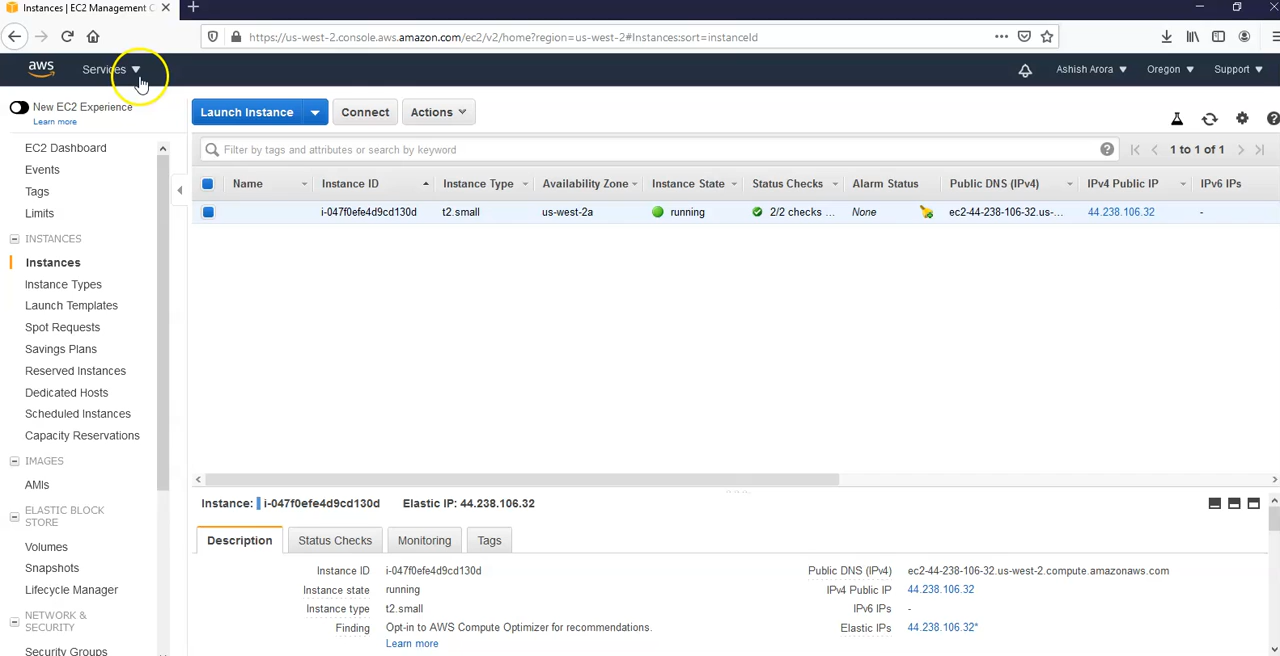 Instances | EC2 Management C
https://us-west-2.console.aws.amazon.com/ec2/v2/home?region=us-west-2#Instances:sort=instanceId
aws Services Ashish Arora Oregon Support
New EC2 Experience
Learn more
Launch Instance Connect Actions
Filter by tags and attributes or search by keyword 1 to 1 of 1
Name Instance ID Instance Type Availability Zone Instance State Status Checks Alarm Status Public DNS (IPv4) IPv4 Public IP IPv6 IPs
i-047f0efe4d9cd130d t2.small us-west-2a running 2/2 checks ... None ec2-44-238-106-32.us-... 44.238.106.32 -
EC2 Dashboard
Events
Tags
Limits
INSTANCES
Instances
Instance Types
Launch Templates
Spot Requests
Savings Plans
Reserved Instances
Dedicated Hosts
Scheduled Instances
Capacity Reservations
IMAGES
AMIs
ELASTIC BLOCK
STORE
Volumes
Snapshots
Lifecycle Manager
NETWORK &
SECURITY
Security Groups
Instance: i-047f0efe4d9cd130d Elastic IP: 44.238.106.32
Description Status Checks Monitoring Tags
Instance ID i-047f0efe4d9cd130d
Instance state running
Instance type t2.small
Finding Opt-in to AWS Compute Optimizer for recommendations.
Learn more
Public DNS (IPv4) ec2-44-238-106-32.us-west-2.compute.amazonaws.com
IPv4 Public IP 44.238.106.32
IPv6 IPs -
Elastic IPs 44.238.106.32*